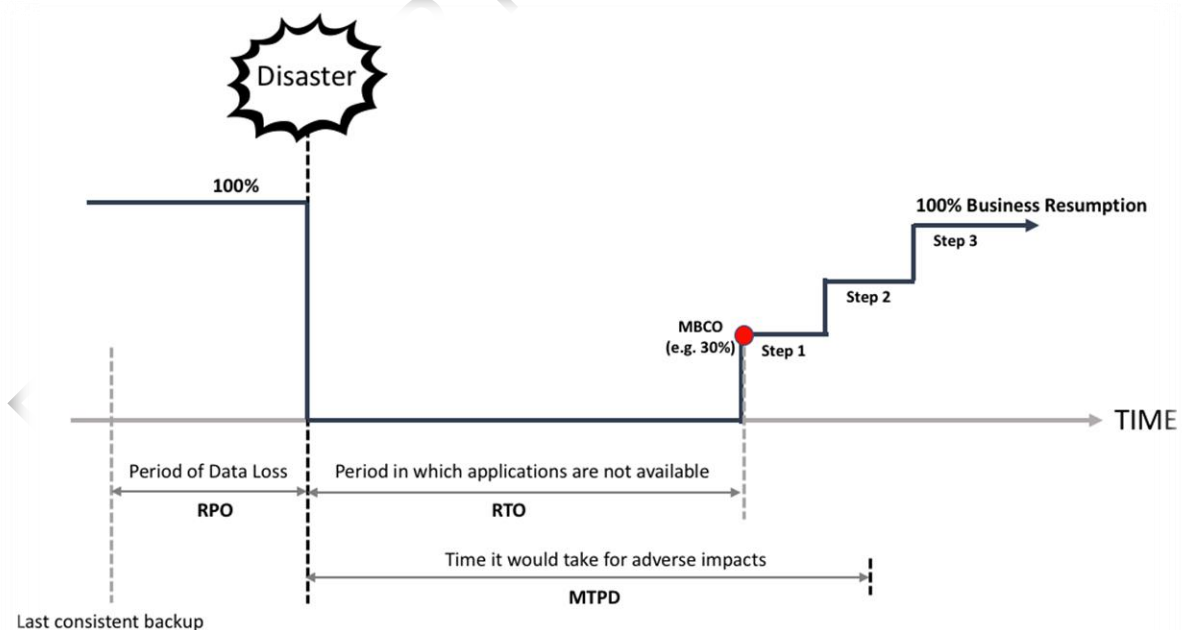 Disaster
100%
100% Business Resumption
Step 3
Step 2
MBCO
(e.g. 30%)
Step 1
TIME
Period of Data Loss
Period in which applications are not available
RPO
RTO
Time it would take for adverse impacts
MTPD
Last consistent backup